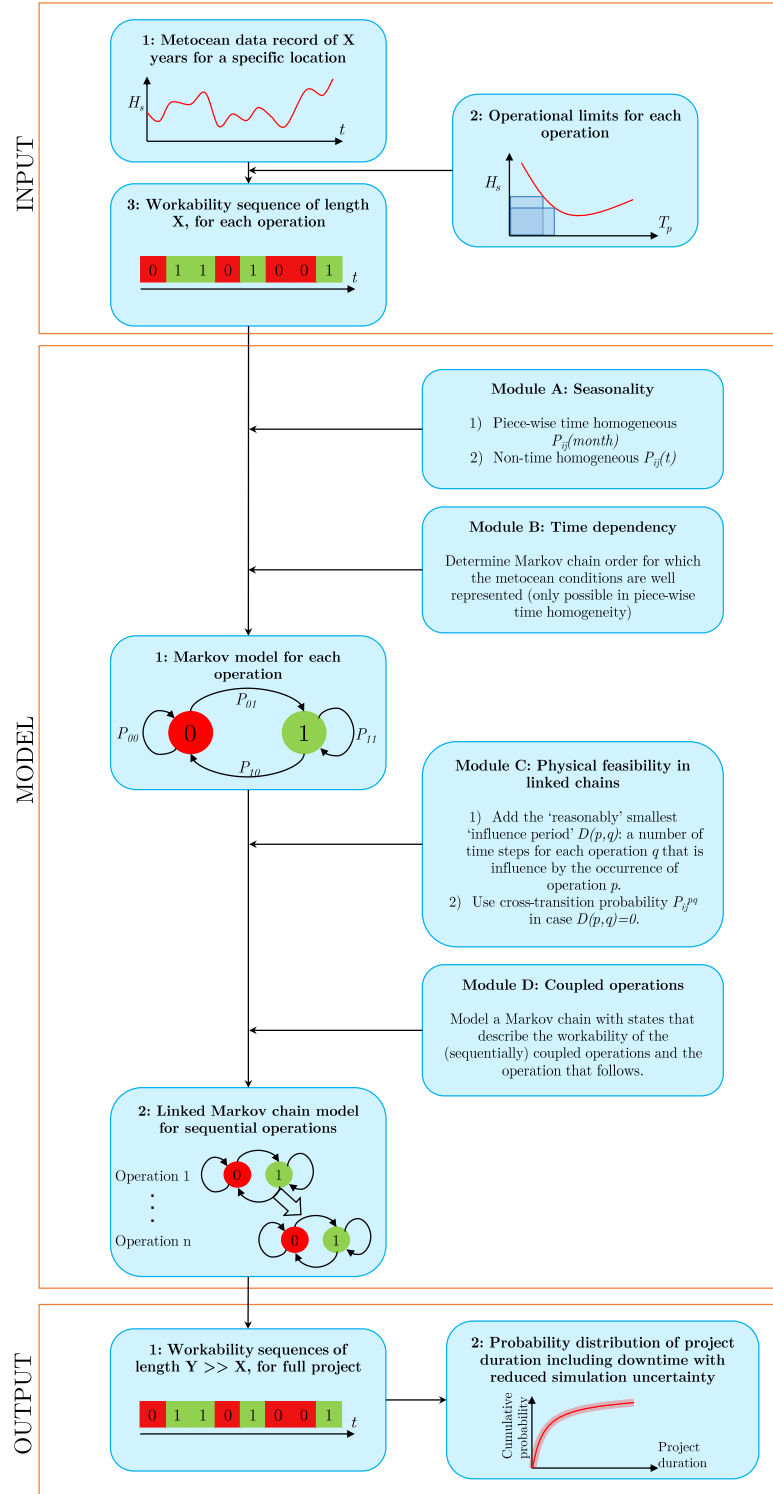 INPUT
1: Metocean data record of X
years for a specific location
H_s
t
2: Operational limits for each
operation
H_s
T_p
3: Workability sequence of length
X, for each operation
0 1 1 0 1 0 0 1
t
MODEL
Module A: Seasonality
1) Piece-wise time homogeneous
P_ij(month)
2) Non-time homogeneous P_ij(t)
Module B: Time dependency
Determine Markov chain order for which
the metocean conditions are well
represented (only possible in piece-wise
time homogeneity)
1: Markov model for each
operation
P_01
P_00
0
1
P_11
P_10
Module C: Physical feasibility in
linked chains
1) Add the ‘reasonably’ smallest
‘influence period’ D(p,q): a number of
time steps for each operation q that is
influence by the occurrence of
operation p.
2) Use cross-transition probability P_ij^pq
in case D(p,q)=0.
Module D: Coupled operations
Model a Markov chain with states that
describe the workability of the
(sequentially) coupled operations and the
operation that follows.
2: Linked Markov chain model
for sequential operations
Operation 1
0
1
.
.
.
Operation n
0
1
OUTPUT
1: Workability sequences of
length Y >> X, for full project
0 1 1 0 1 0 0 1
t
2: Probability distribution of project
duration including downtime with
reduced simulation uncertainty
Cumulative
probability
Project
duration